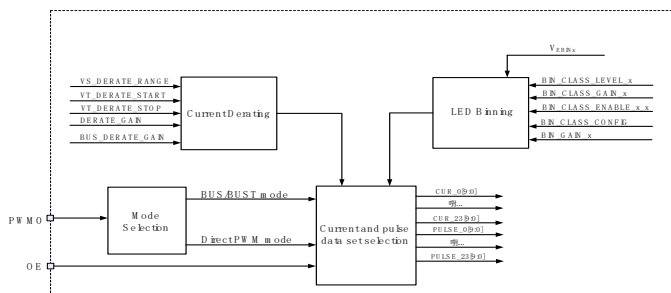 VS_DERATE_RANGE
VT_DERATE_START
VT_DERATE_STOP
DERATE_GAIN
BUS_DERATE_GAIN
Current Derating
VEBINx
LED Binning
BIN_CLASS_LEVEL_x
BIN_CLASS_GAIN_x
BIN_CLASS_ENABLE_x_x
BIN_CLASS_CONFIG
BIN_GAIN_x
PWM0
Mode
Selection
BUS/BUST mode
Direct PWM mode
OE
Current and pulse
data set selection
CUR_0[9:0]
...
CUR_23[9:0]
PULSE_0[9:0]
...
PULSE_23[9:0]